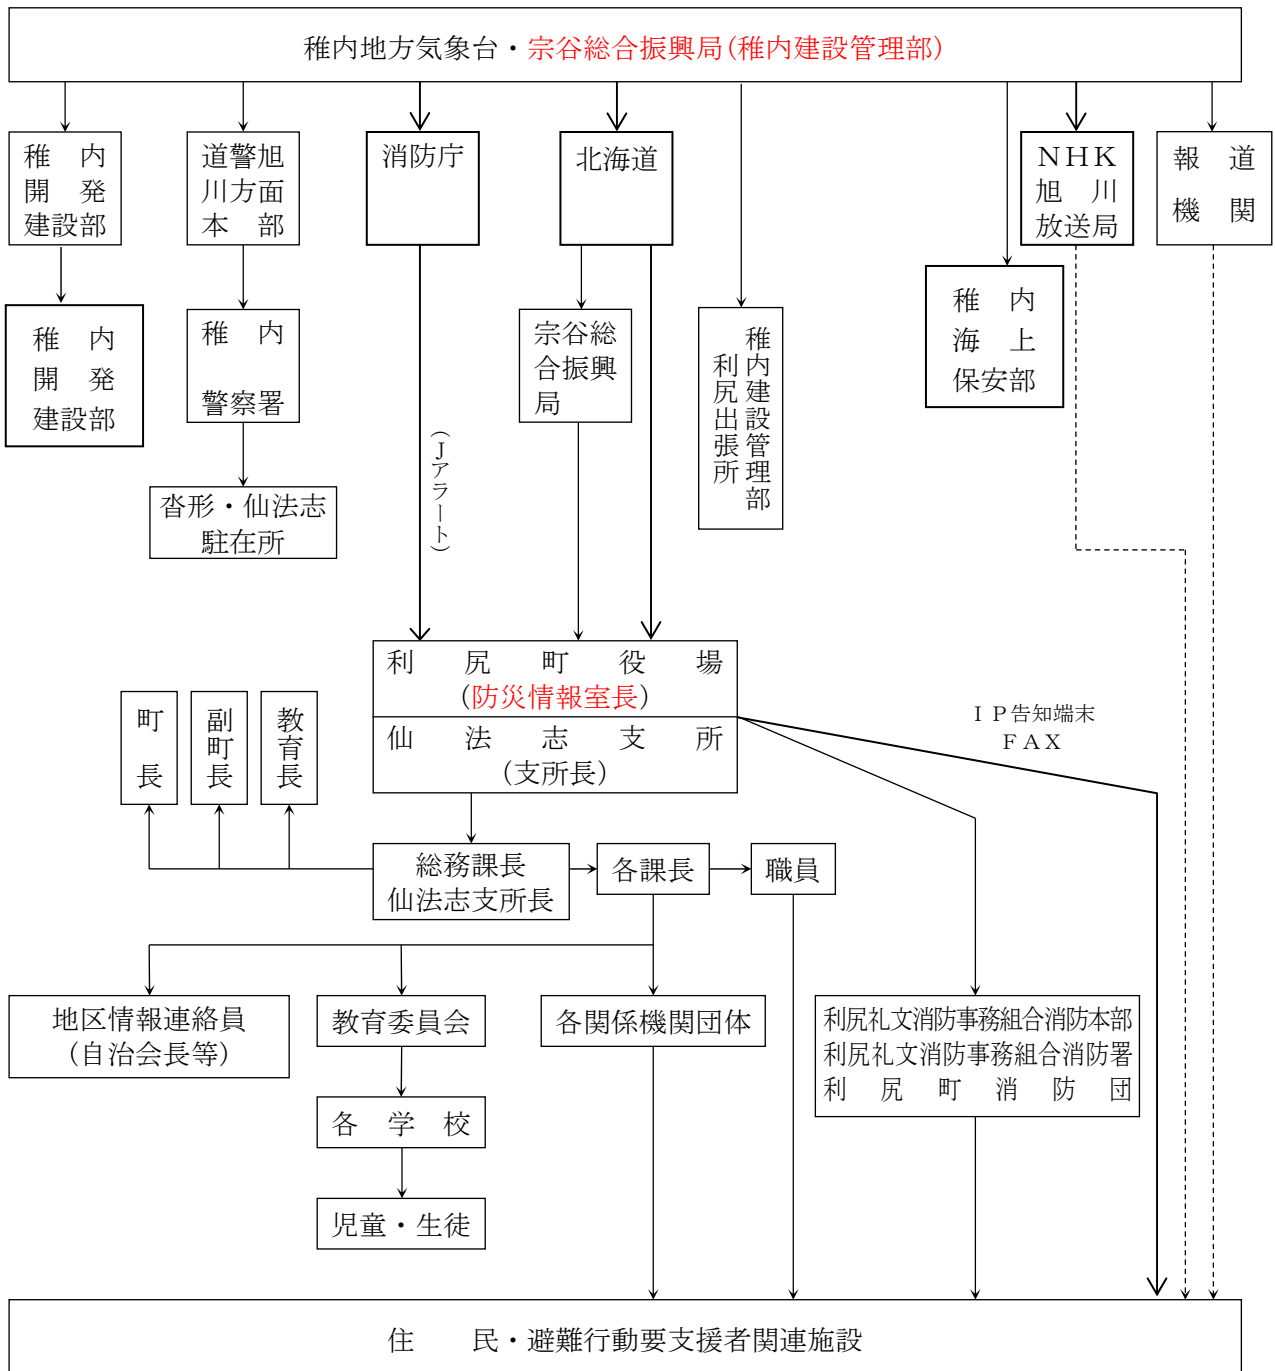 稚内地方気象台・宗谷総合振興局(稚内建設管理部)
稚　内
開　発
建設部
道警旭
川方面
本　部
消防庁
北海道
ＮＨＫ
旭　川
放送局
報　道
機　関
稚　内
開　発
建設部
稚　内
警察署
宗谷総
合振興
局
稚内建設管理部
利尻出張所
稚　内
海　上
保安部
（Ｊアラート）
沓形・仙法志
駐在所
利　尻　町　役　場
(防災情報室長)
仙　法　志　支　所
(支所長)
町　長
副町長
教育長
ＩＰ告知端末
ＦＡＸ
総務課長
仙法志支所長
各課長
職員
地区情報連絡員
(自治会長等)
教育委員会
各関係機関団体
利尻礼文消防事務組合消防本部
利尻礼文消防事務組合消防署
利　尻　町　消　防　団
各　学　校
児童・生徒
住　　民・避難行動要支援者関連施設